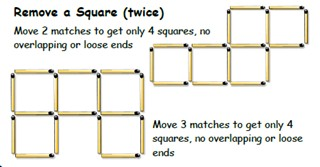 Remove a Square (twice)
Move 2 matches to get only 4 squares, no
overlapping or loose ends
Move 3 matches to get only 4
squares, no overlapping or loose
ends